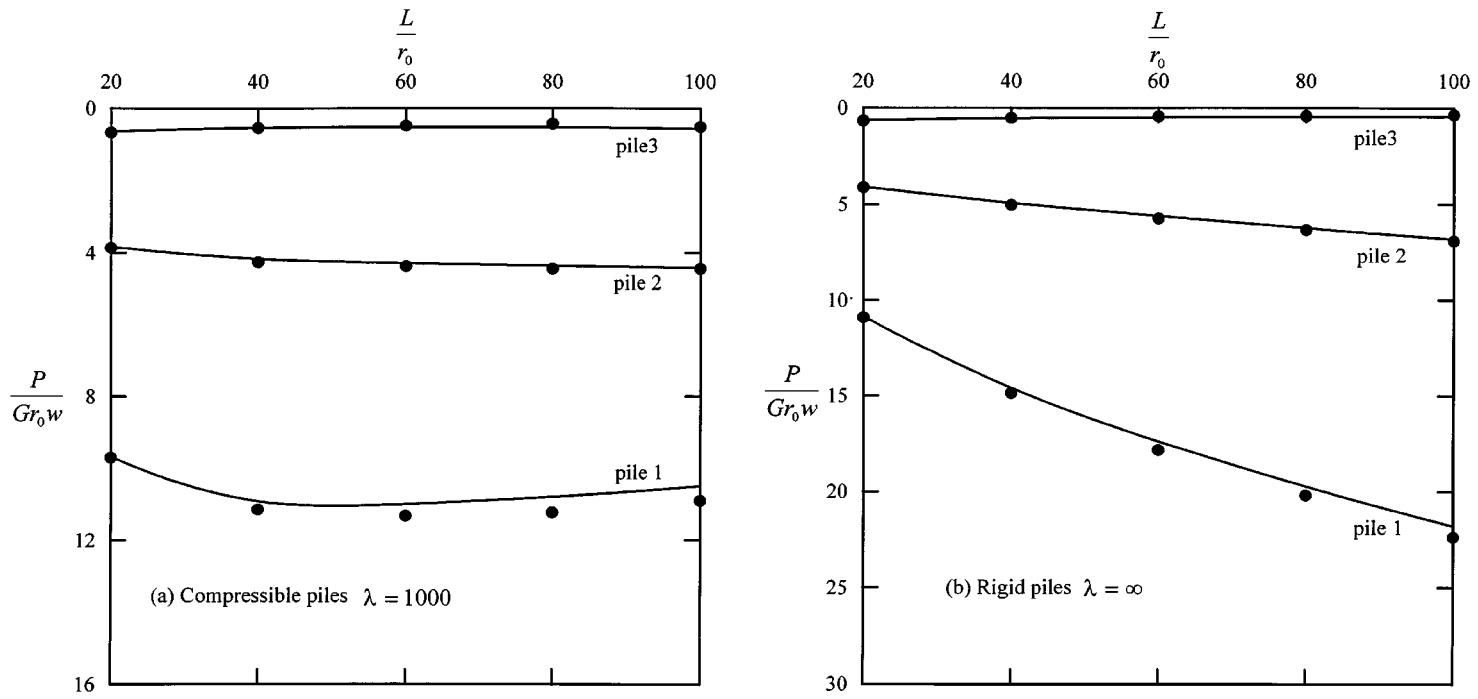 L
r₀
20 40 60 80 100
0
4
8
12
16
P
Gr₀w
pile3
pile 2
pile 1
(a) Compressible piles λ = 1000
L
r₀
20 40 60 80 100
0
5
10
15
20
25
30
P
Gr₀w
pile3
pile 2
pile 1
(b) Rigid piles λ = ∞